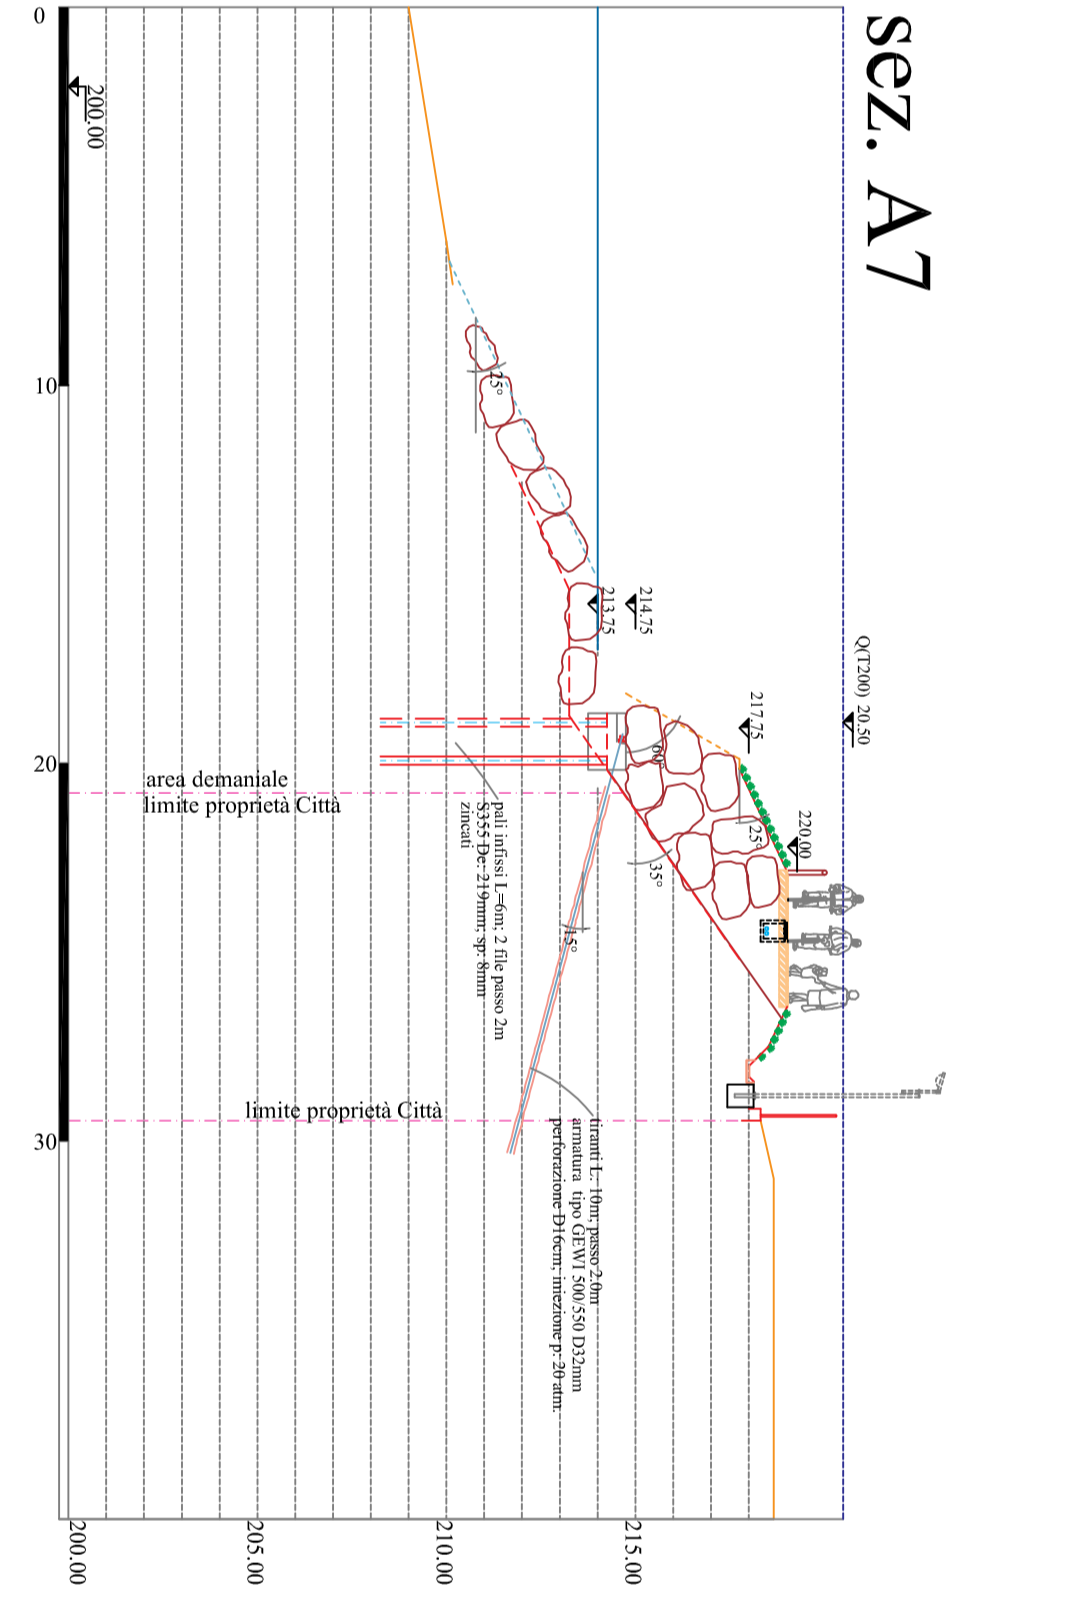 sez. A7
Q(T200) 20.50
220.00
217.75
214.75
213.75
60°
25°
35°
25°
15°
pali infissi L=6m; 2 file passo 2m
S355 De: 219mm; sp: 8mm
zincati
tiranti L: 10m; passo 2.0m
armatura tipo GEWI 500/550 D32mm
perforazione D16cm; iniezione p: 20 atm.
area demaniale
limite proprietà Città
limite proprietà Città
200.00
0
10
20
30
200.00
205.00
210.00
215.00